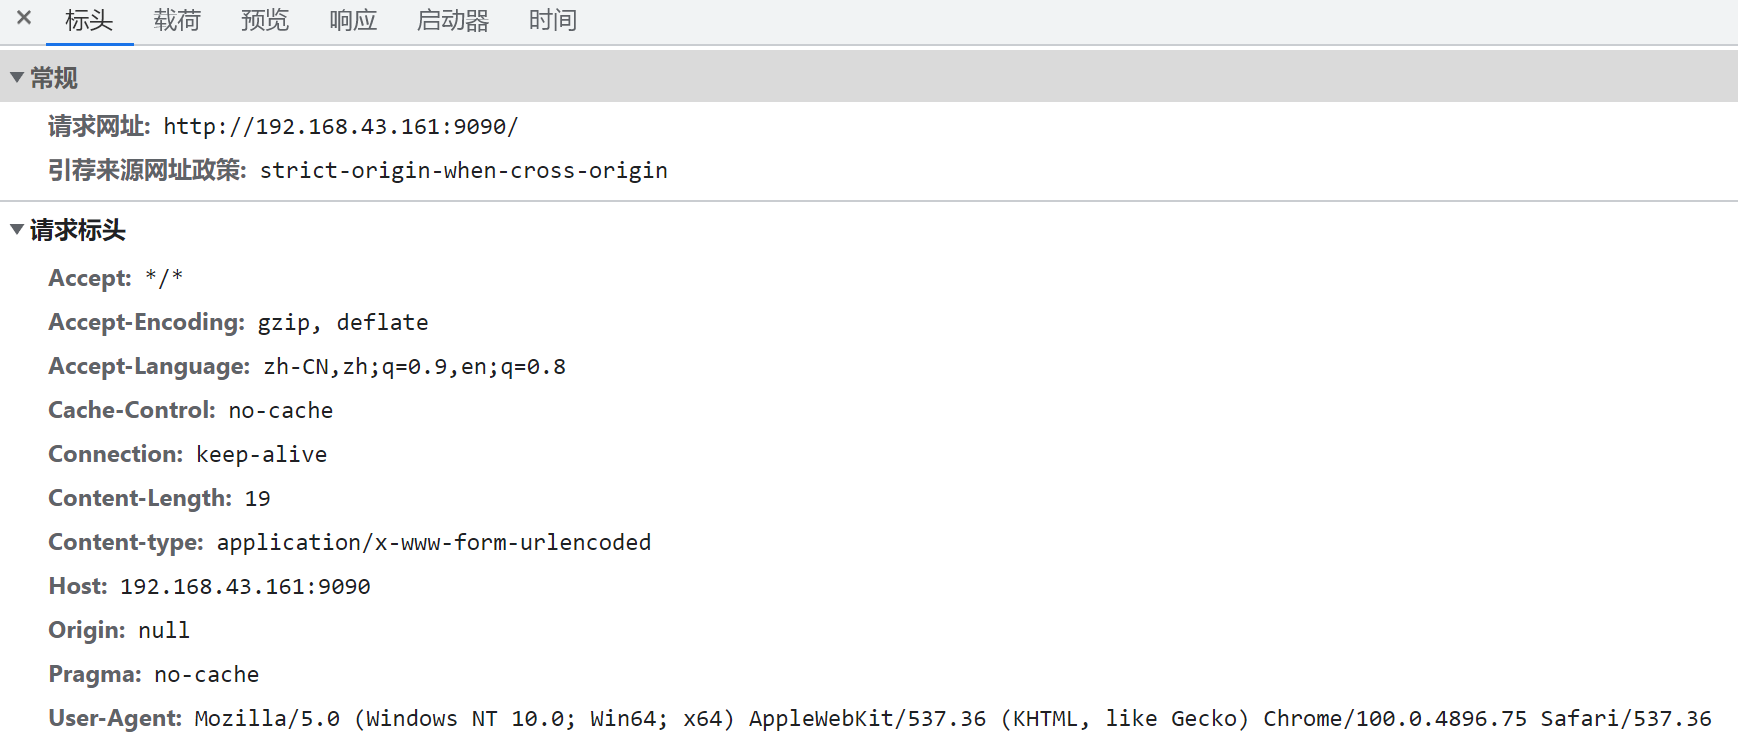 × 标头 载荷 预览 响应 启动器 时间
常规
请求网址: http://192.168.43.161:9090/
引荐来源网址政策: strict-origin-when-cross-origin
请求标头
Accept: */*
Accept-Encoding: gzip, deflate
Accept-Language: zh-CN,zh;q=0.9,en;q=0.8
Cache-Control: no-cache
Connection: keep-alive
Content-Length: 19
Content-type: application/x-www-form-urlencoded
Host: 192.168.43.161:9090
Origin: null
Pragma: no-cache
User-Agent: Mozilla/5.0 (Windows NT 10.0; Win64; x64) AppleWebKit/537.36 (KHTML, like Gecko) Chrome/100.0.4896.75 Safari/537.36